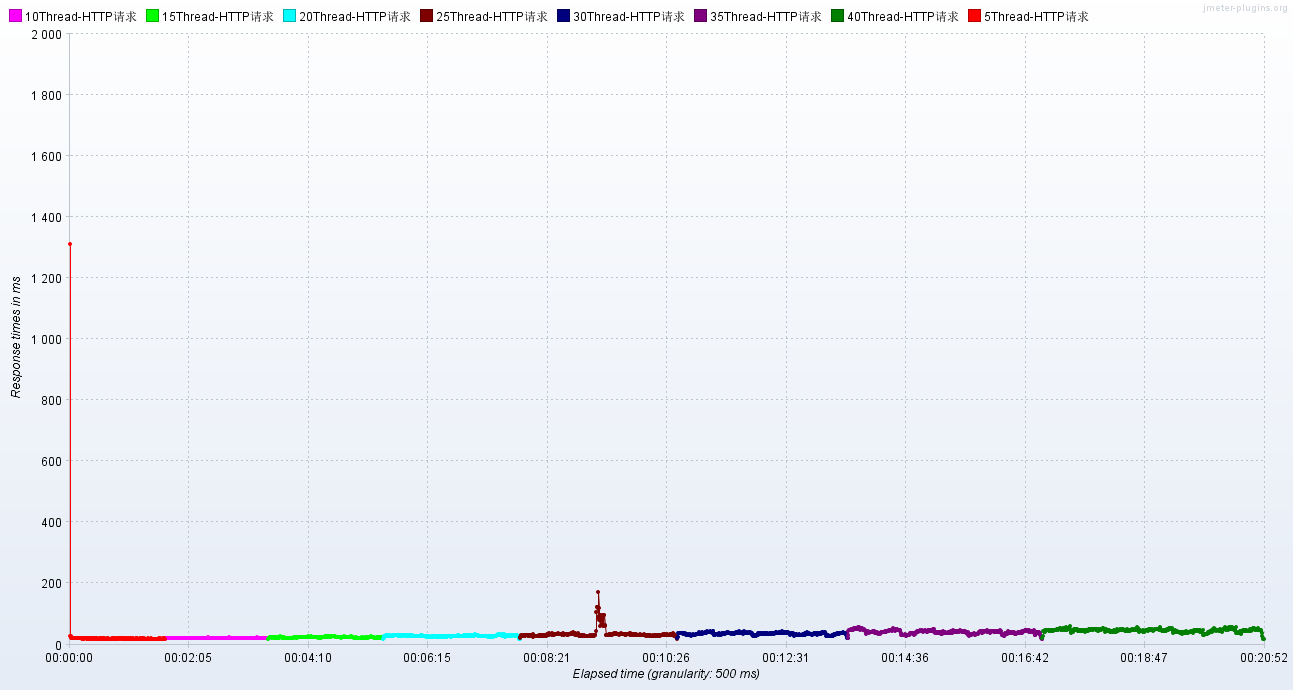 10Thread-HTTP请求 15Thread-HTTP请求 20Thread-HTTP请求 25Thread-HTTP请求 30Thread-HTTP请求 35Thread-HTTP请求 40Thread-HTTP请求 5Thread-HTTP请求
jmeter-plugins.org
2 000
1 800
1 600
1 400
1 200
1 000
800
600
400
200
0
Response times in ms
00:00:00 00:02:05 00:04:10 00:06:15 00:08:21 00:10:26 00:12:31 00:14:36 00:16:42 00:18:47 00:20:52
Elapsed time (granularity: 500 ms)